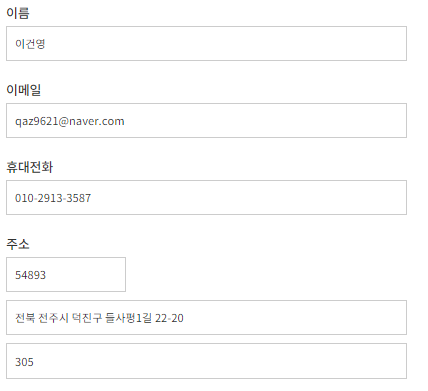 이름
이건영
이메일
qaz9621@naver.com
휴대전화
010-2913-3587
주소
54893
전북 전주시 덕진구 들사평1길 22-20
305